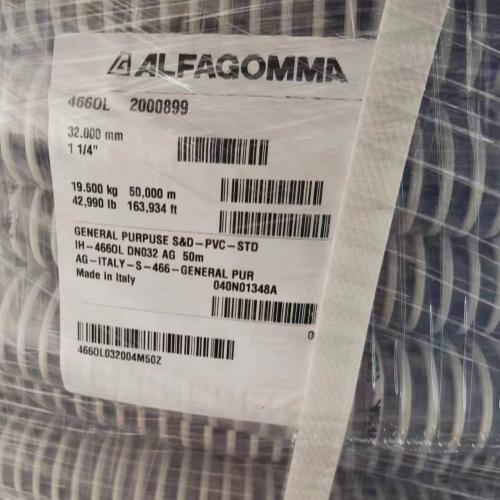 ALFAGOMMA
466OL 2000899
32.000 mm
1 1/4"
19.500 kg 50,000 m
42,990 lb 163,934 ft
GENERAL PURPUSE S&D-PVC-STD
IH-466OL DN032 AG 50m
AG-ITALY-S-466-GENERAL PUR
Made in Italy 040N01348A
0
466OL032004M50Z